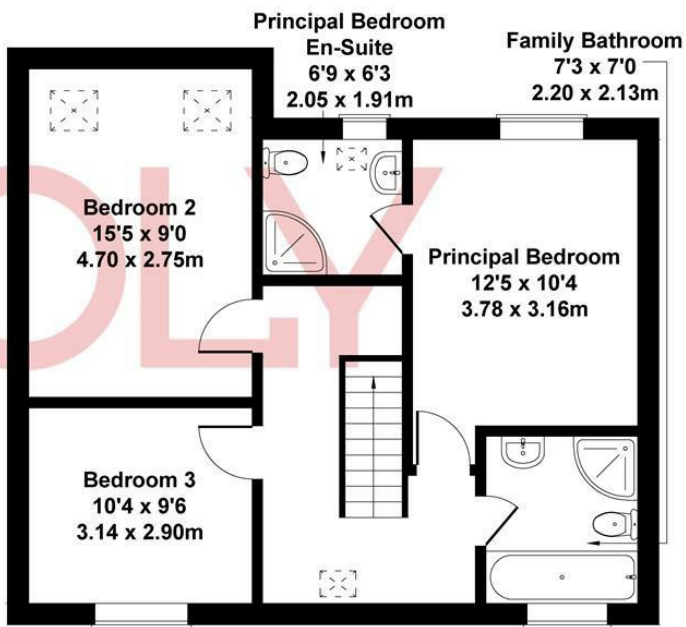 Principal Bedroom
En-Suite
6'9 x 6'3
2.05 x 1.91m
Family Bathroom
7'3 x 7'0
2.20 x 2.13m
Bedroom 2
15'5 x 9'0
4.70 x 2.75m
Principal Bedroom
12'5 x 10'4
3.78 x 3.16m
OLY
Bedroom 3
10'4 x 9'6
3.14 x 2.90m